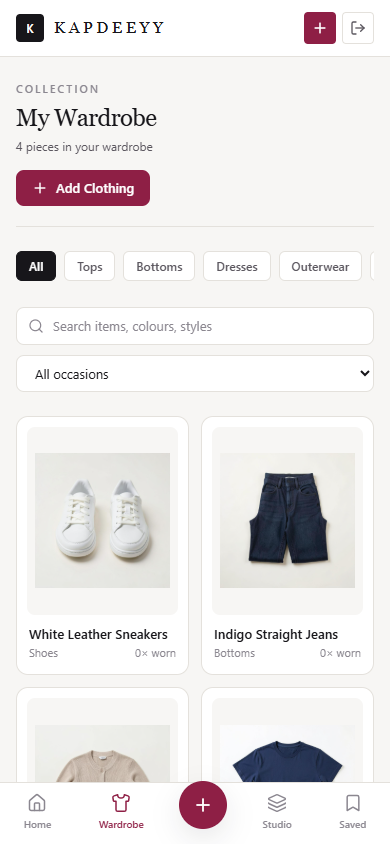 K KAPDEEYY
COLLECTION
My Wardrobe
4 pieces in your wardrobe
Add Clothing
All Tops Bottoms Dresses Outerwear
Search items, colours, styles
All occasions
White Leather Sneakers
Shoes 0× worn
Indigo Straight Jeans
Bottoms 0× worn
Home Wardrobe Studio Saved